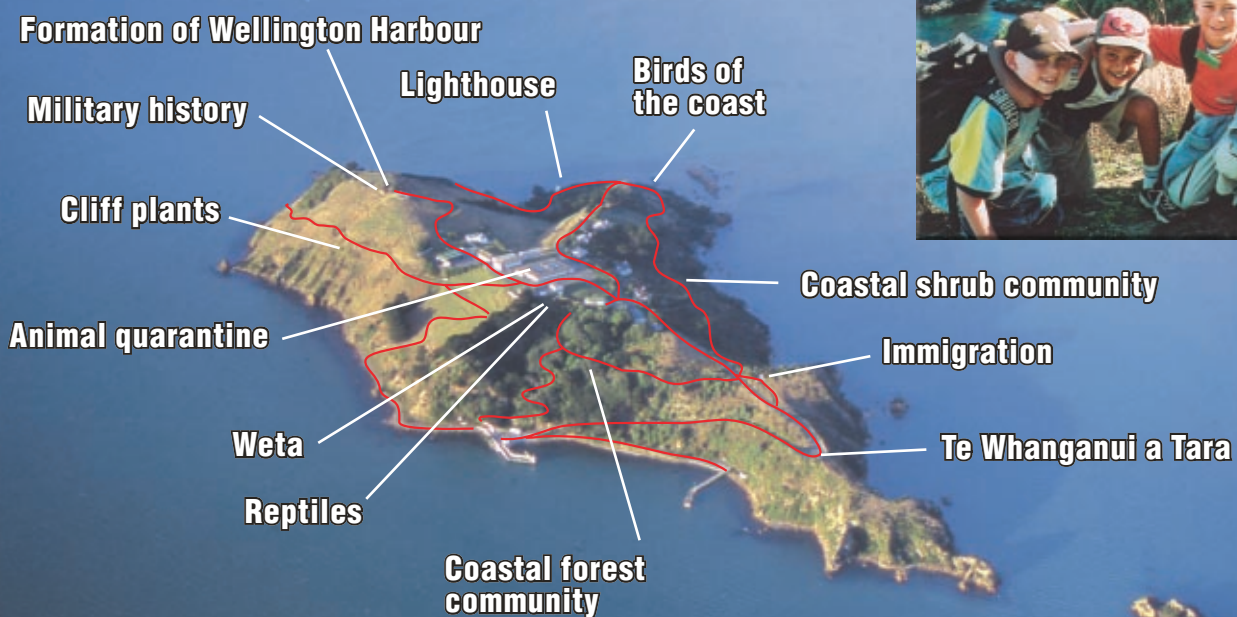 Formation of Wellington Harbour
Lighthouse
Birds of
the coast
Military history
Cliff plants
Coastal shrub community
Animal quarantine
Immigration
Weta
Te Whanganui a Tara
Reptiles
Coastal forest
community